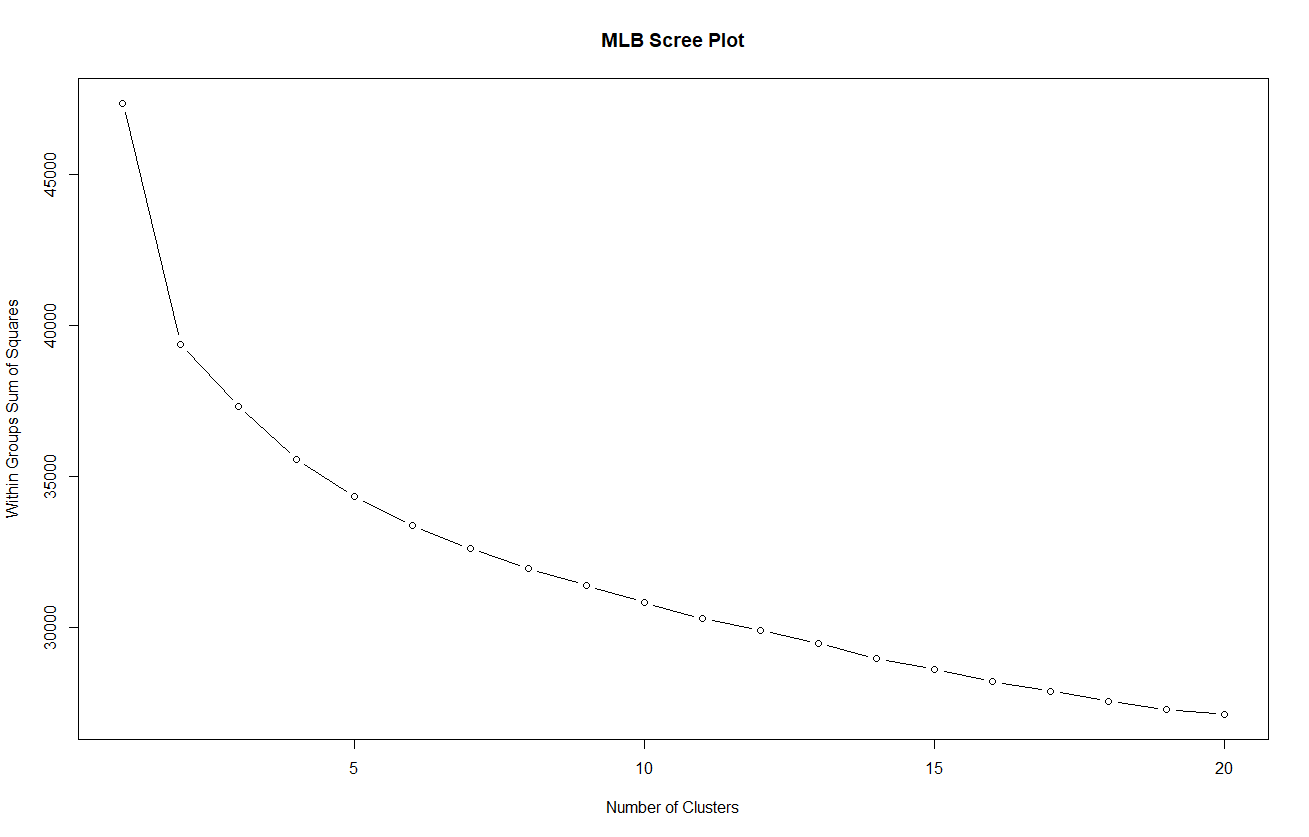 MLB Scree Plot
Within Groups Sum of Squares
45000
40000
35000
30000
5
10
15
20
Number of Clusters